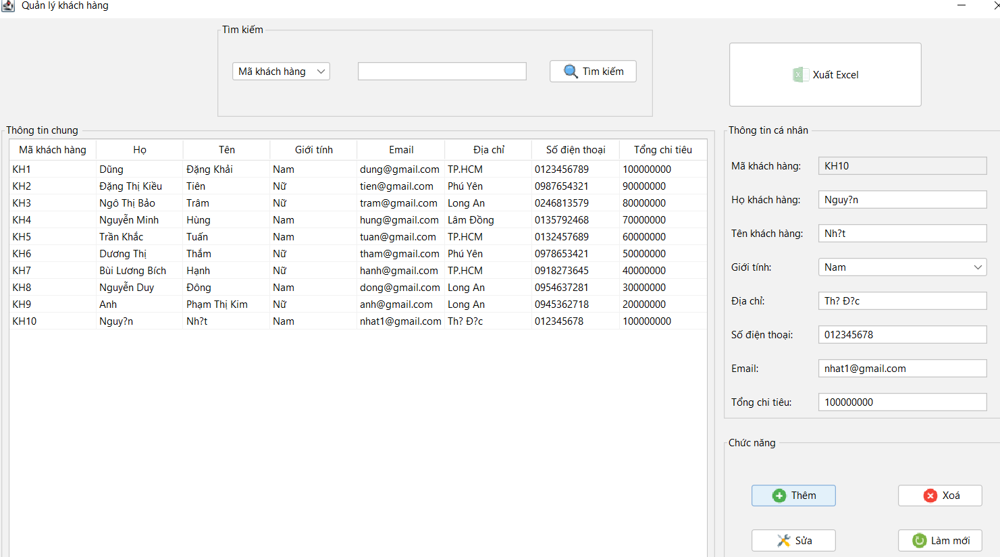 Quản lý khách hàng
Tìm kiếm
Mã khách hàng Tìm kiếm
Xuất Excel
Thông tin chung
Mã khách hàng Họ Tên Giới tính Email Địa chỉ Số điện thoại Tổng chi tiêu
KH1 Dũng Đặng Khải Nam dung@gmail.com TP.HCM 0123456789 100000000
KH2 Đặng Thị Kiều Tiên Nữ tien@gmail.com Phú Yên 0987654321 90000000
KH3 Ngô Thị Bảo Trâm Nữ tram@gmail.com Long An 0246813579 80000000
KH4 Nguyễn Minh Hùng Nam hung@gmail.com Lâm Đồng 0135792468 70000000
KH5 Trần Khắc Tuấn Nam tuan@gmail.com TP.HCM 0132457689 60000000
KH6 Dương Thị Thắm Nữ tham@gmail.com Phú Yên 0978653421 50000000
KH7 Bùi Lương Bích Hạnh Nữ hanh@gmail.com TP.HCM 0918273645 40000000
KH8 Nguyễn Duy Đông Nam dong@gmail.com Long An 0954637281 30000000
KH9 Anh Phạm Thị Kim Nữ anh@gmail.com Long An 0945362718 20000000
KH10 Nguy?n Nh?t Nam nhat1@gmail.com Th? Đ?c 012345678 100000000
Thông tin cá nhân
Mã khách hàng: KH10
Họ khách hàng: Nguy?n
Tên khách hàng: Nh?t
Giới tính: Nam
Địa chỉ: Th? Đ?c
Số điện thoại: 012345678
Email: nhat1@gmail.com
Tổng chi tiêu: 100000000
Chức năng
Thêm Xoá
Sửa Làm mới